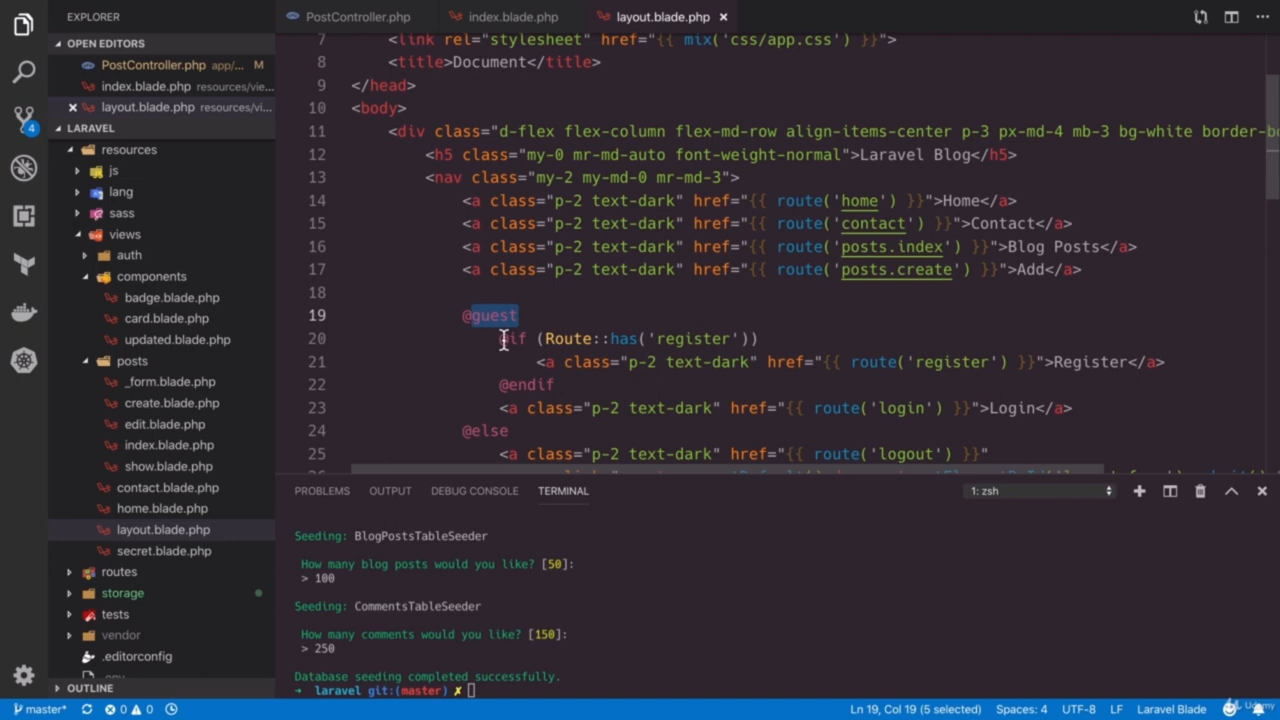 EXPLORER
PostController.php
index.blade.php
layout.blade.php
OPEN EDITORS
PostController.php app/... M
index.blade.php resources/vie...
layout.blade.php resources/vi...
4
LARAVEL
resources
js
lang
sass
views
auth
components
badge.blade.php
card.blade.php
updated.blade.php
posts
_form.blade.php
create.blade.php
edit.blade.php
index.blade.php
show.blade.php
contact.blade.php
home.blade.php
layout.blade.php
secret.blade.php
routes
storage
tests
vendor
.editorconfig
OUTLINE
7 <link rel="stylesheet" href="{{ mix('css/app.css') }}">
8 <title>Document</title>
9 </head>
10 <body>
11 <div class="d-flex flex-column flex-md-row align-items-center p-3 px-md-4 mb-3 bg-white
12 <h5 class="my-0 mr-md-auto font-weight-normal">Laravel Blog</h5>
13 <nav class="my-2 my-md-0 mr-md-3">
14 <a class="p-2 text-dark" href="{{ route('home') }}">Home</a>
15 <a class="p-2 text-dark" href="{{ route('contact') }}">Contact</a>
16 <a class="p-2 text-dark" href="{{ route('posts.index') }}">Blog Posts</a>
17 <a class="p-2 text-dark" href="{{ route('posts.create') }}">Add</a>
18
19 @guest
20 @if (Route::has('register'))
21 <a class="p-2 text-dark" href="{{ route('register') }}">Register</a>
22 @endif
23 <a class="p-2 text-dark" href="{{ route('login') }}">Login</a>
24 @else
25 <a class="p-2 text-dark" href="{{ route('logout') }}"
PROBLEMS OUTPUT DEBUG CONSOLE TERMINAL 1: zsh
Seeding: BlogPostsTableSeeder
How many blog posts would you like? [50]:
> 100
Seeding: CommentsTableSeeder
How many comments would you like? [150]:
> 250
Database seeding completed successfully.
➜ laravel git:(master) ✗
master* 0 0 Ln 19, Col 19 (5 selected) Spaces: 4 UTF-8 LF Laravel Blade
Udemy